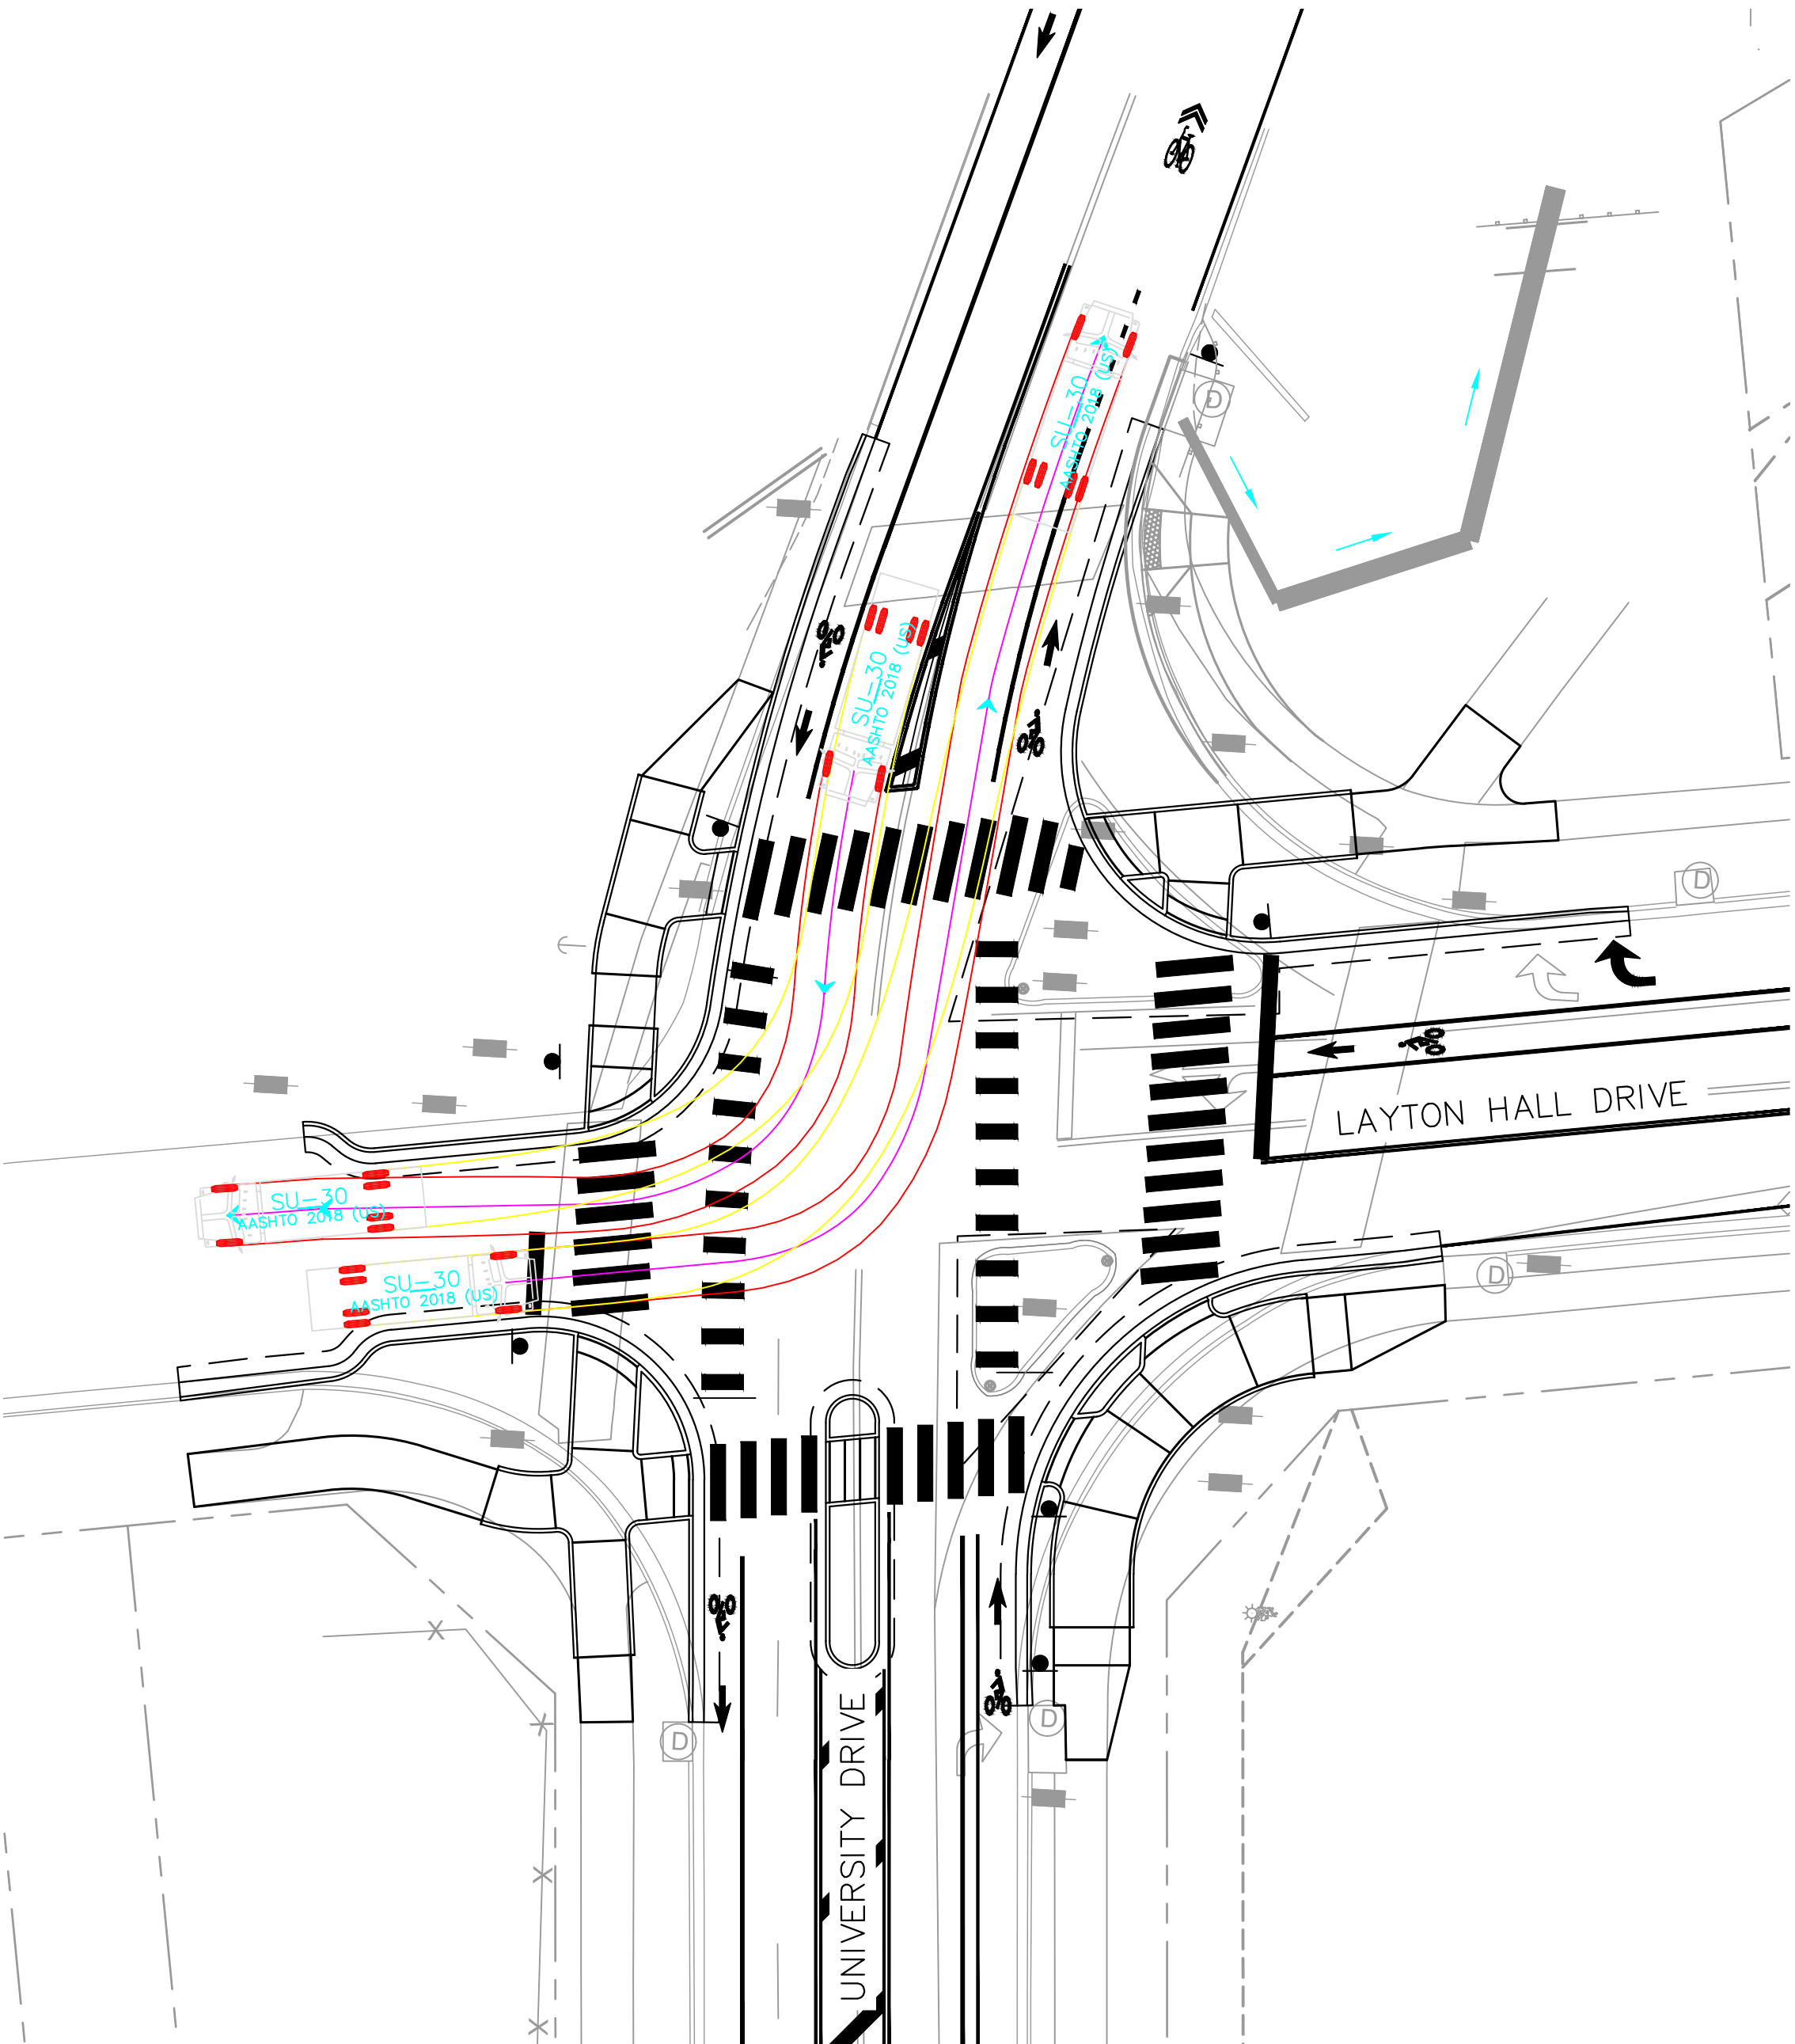 SU-30
AASHTO 2018 (US)
D
SU-30
AASHTO 2018 (US)
D
LAYTON HALL DRIVE
SU-30
AASHTO 2018 (US)
SU-30
AASHTO 2018 (US)
D
X
D
D
X
UNIVERSITY DRIVE
X
X